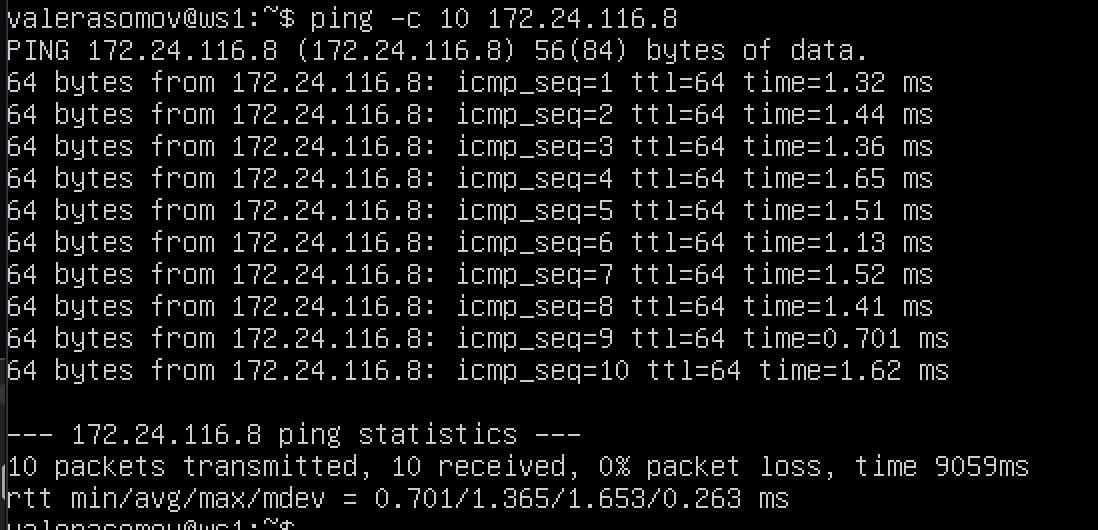 valerasomov@ws1:~$ ping -c 10 172.24.116.8
PING 172.24.116.8 (172.24.116.8) 56(84) bytes of data.
64 bytes from 172.24.116.8: icmp_seq=1 ttl=64 time=1.32 ms
64 bytes from 172.24.116.8: icmp_seq=2 ttl=64 time=1.44 ms
64 bytes from 172.24.116.8: icmp_seq=3 ttl=64 time=1.36 ms
64 bytes from 172.24.116.8: icmp_seq=4 ttl=64 time=1.65 ms
64 bytes from 172.24.116.8: icmp_seq=5 ttl=64 time=1.51 ms
64 bytes from 172.24.116.8: icmp_seq=6 ttl=64 time=1.13 ms
64 bytes from 172.24.116.8: icmp_seq=7 ttl=64 time=1.52 ms
64 bytes from 172.24.116.8: icmp_seq=8 ttl=64 time=1.41 ms
64 bytes from 172.24.116.8: icmp_seq=9 ttl=64 time=0.701 ms
64 bytes from 172.24.116.8: icmp_seq=10 ttl=64 time=1.62 ms
--- 172.24.116.8 ping statistics ---
10 packets transmitted, 10 received, 0% packet loss, time 9059ms
rtt min/avg/max/mdev = 0.701/1.365/1.653/0.263 ms
valerasomov@ws1:~$